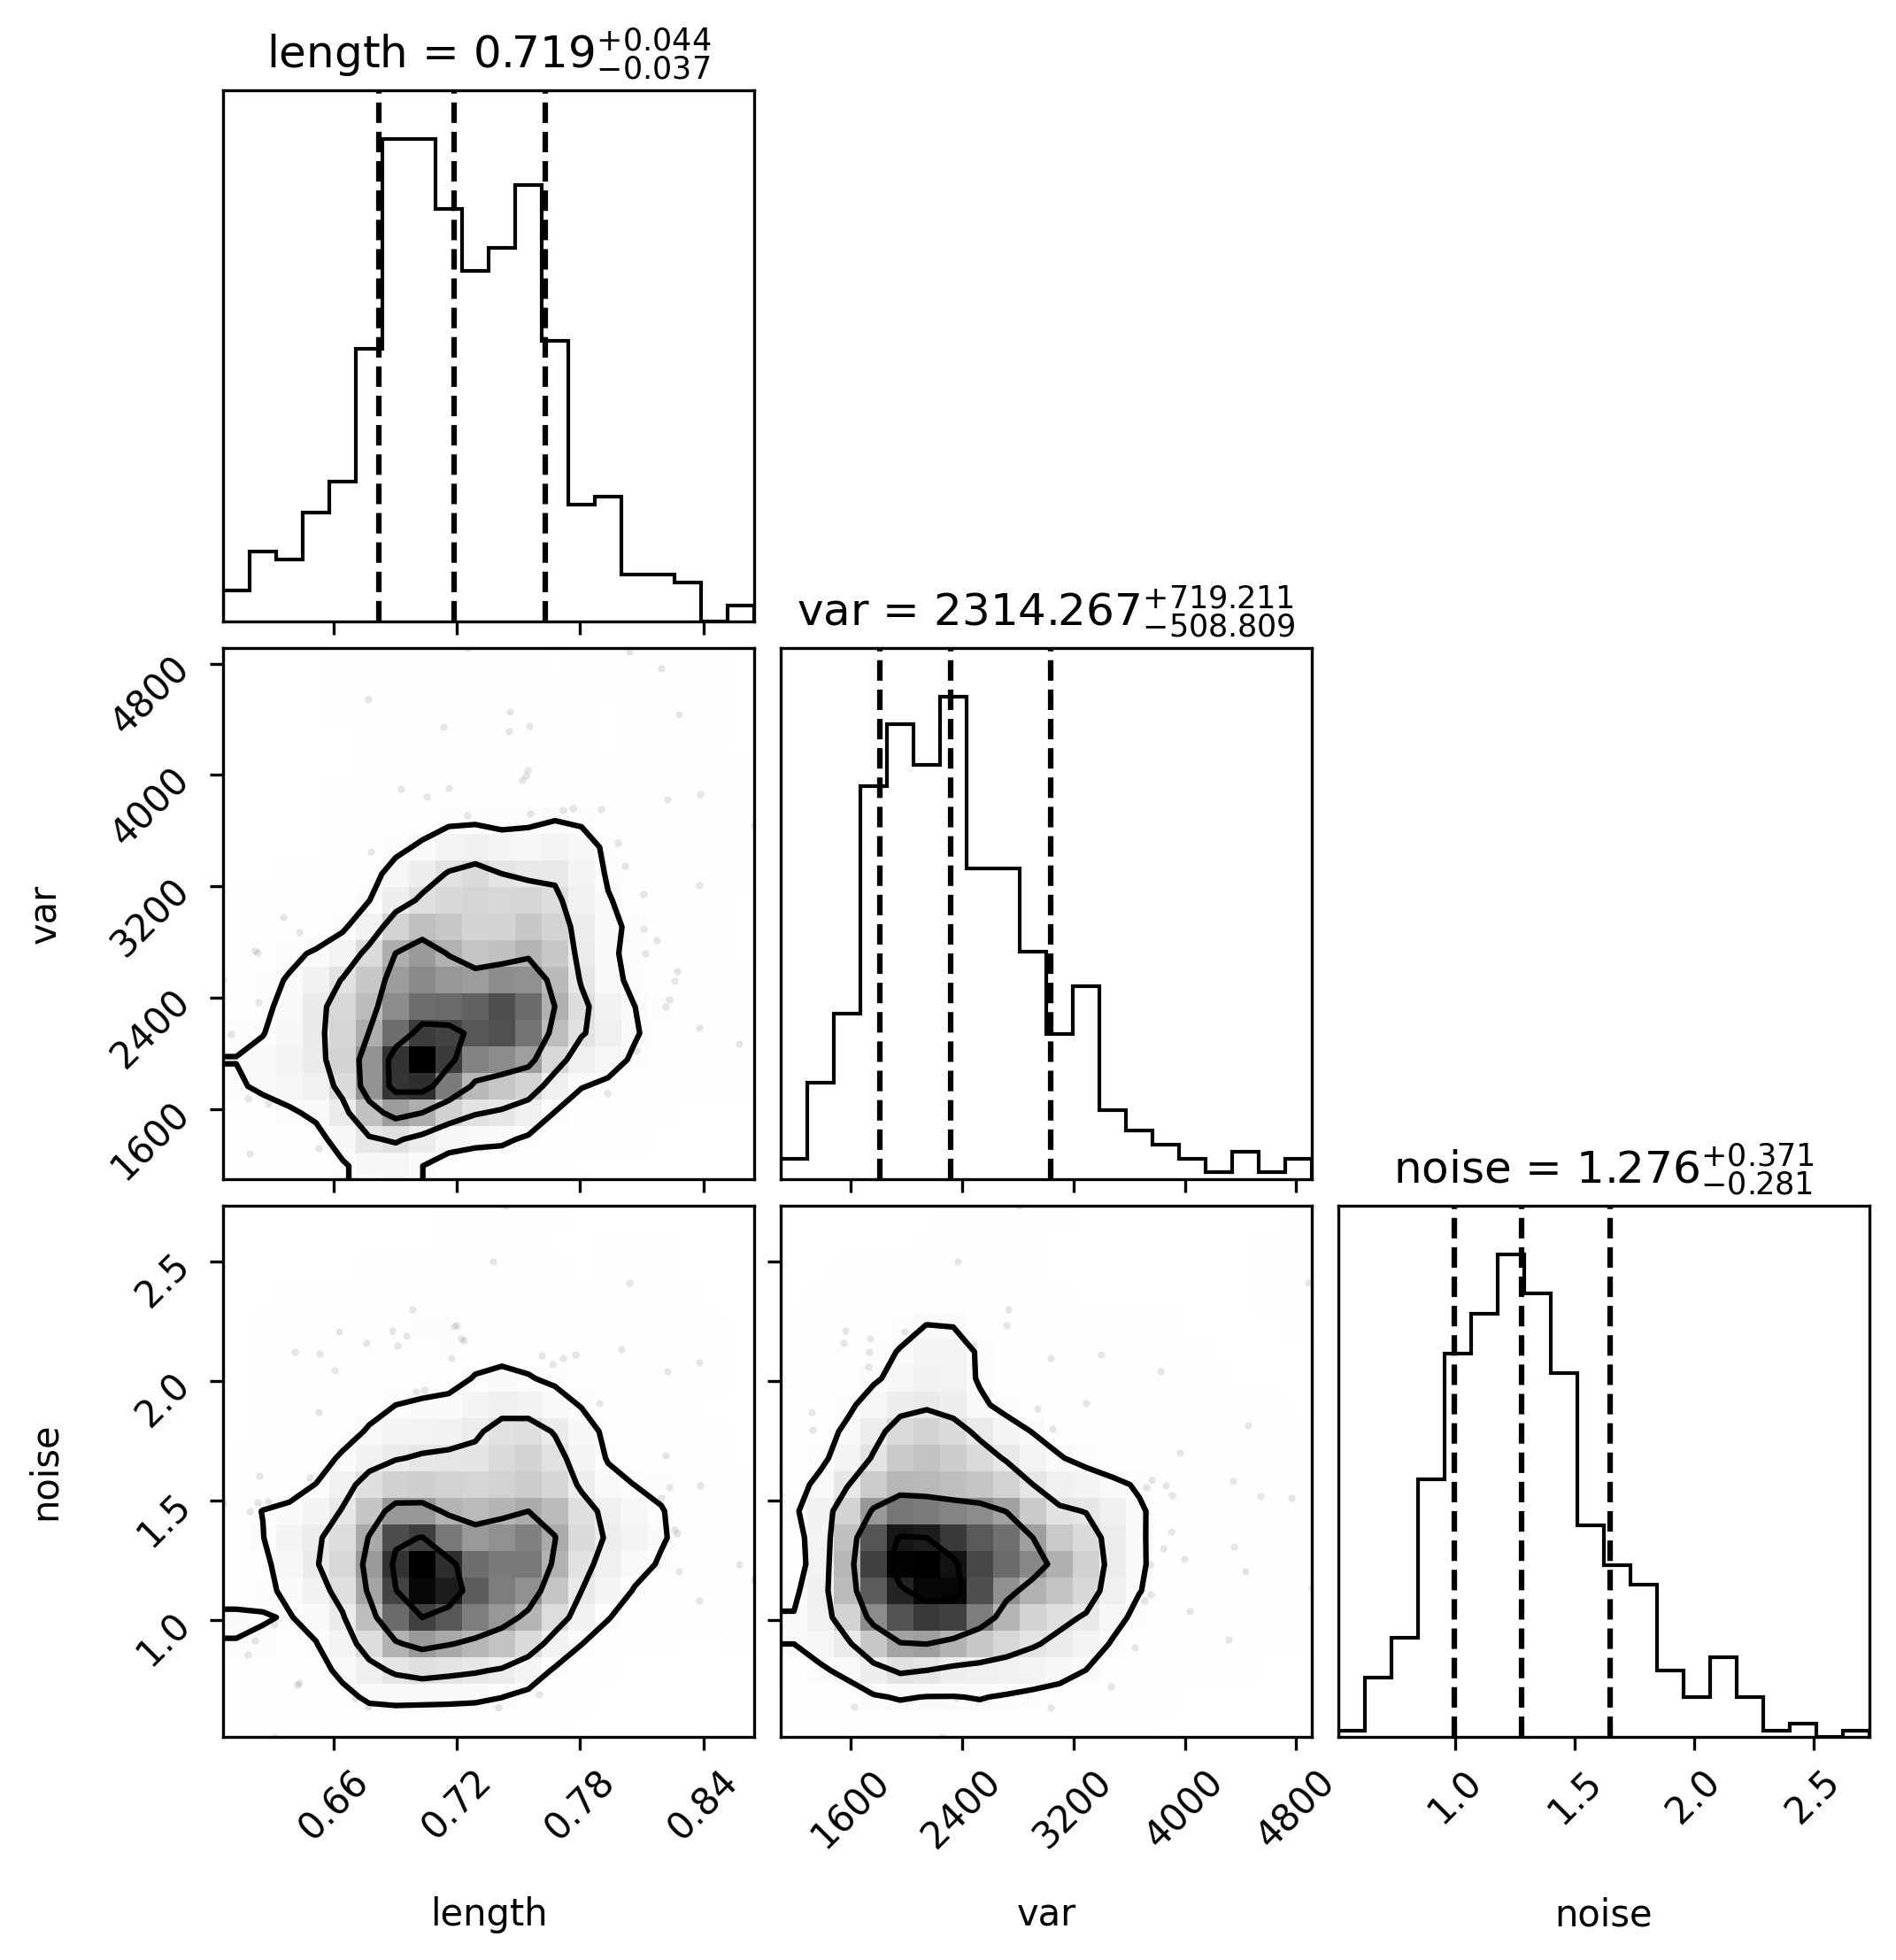 length = 0.719+0.044−0.037
var = 2314.267+719.211−508.809
4800
4000
3200
2400
1600
var
noise = 1.276+0.371−0.281
2.5
2.0
1.5
1.0
noise
0.66 0.72 0.78 0.84 1600 2400 3200 4000 4800 1.0 1.5 2.0 2.5
length var noise